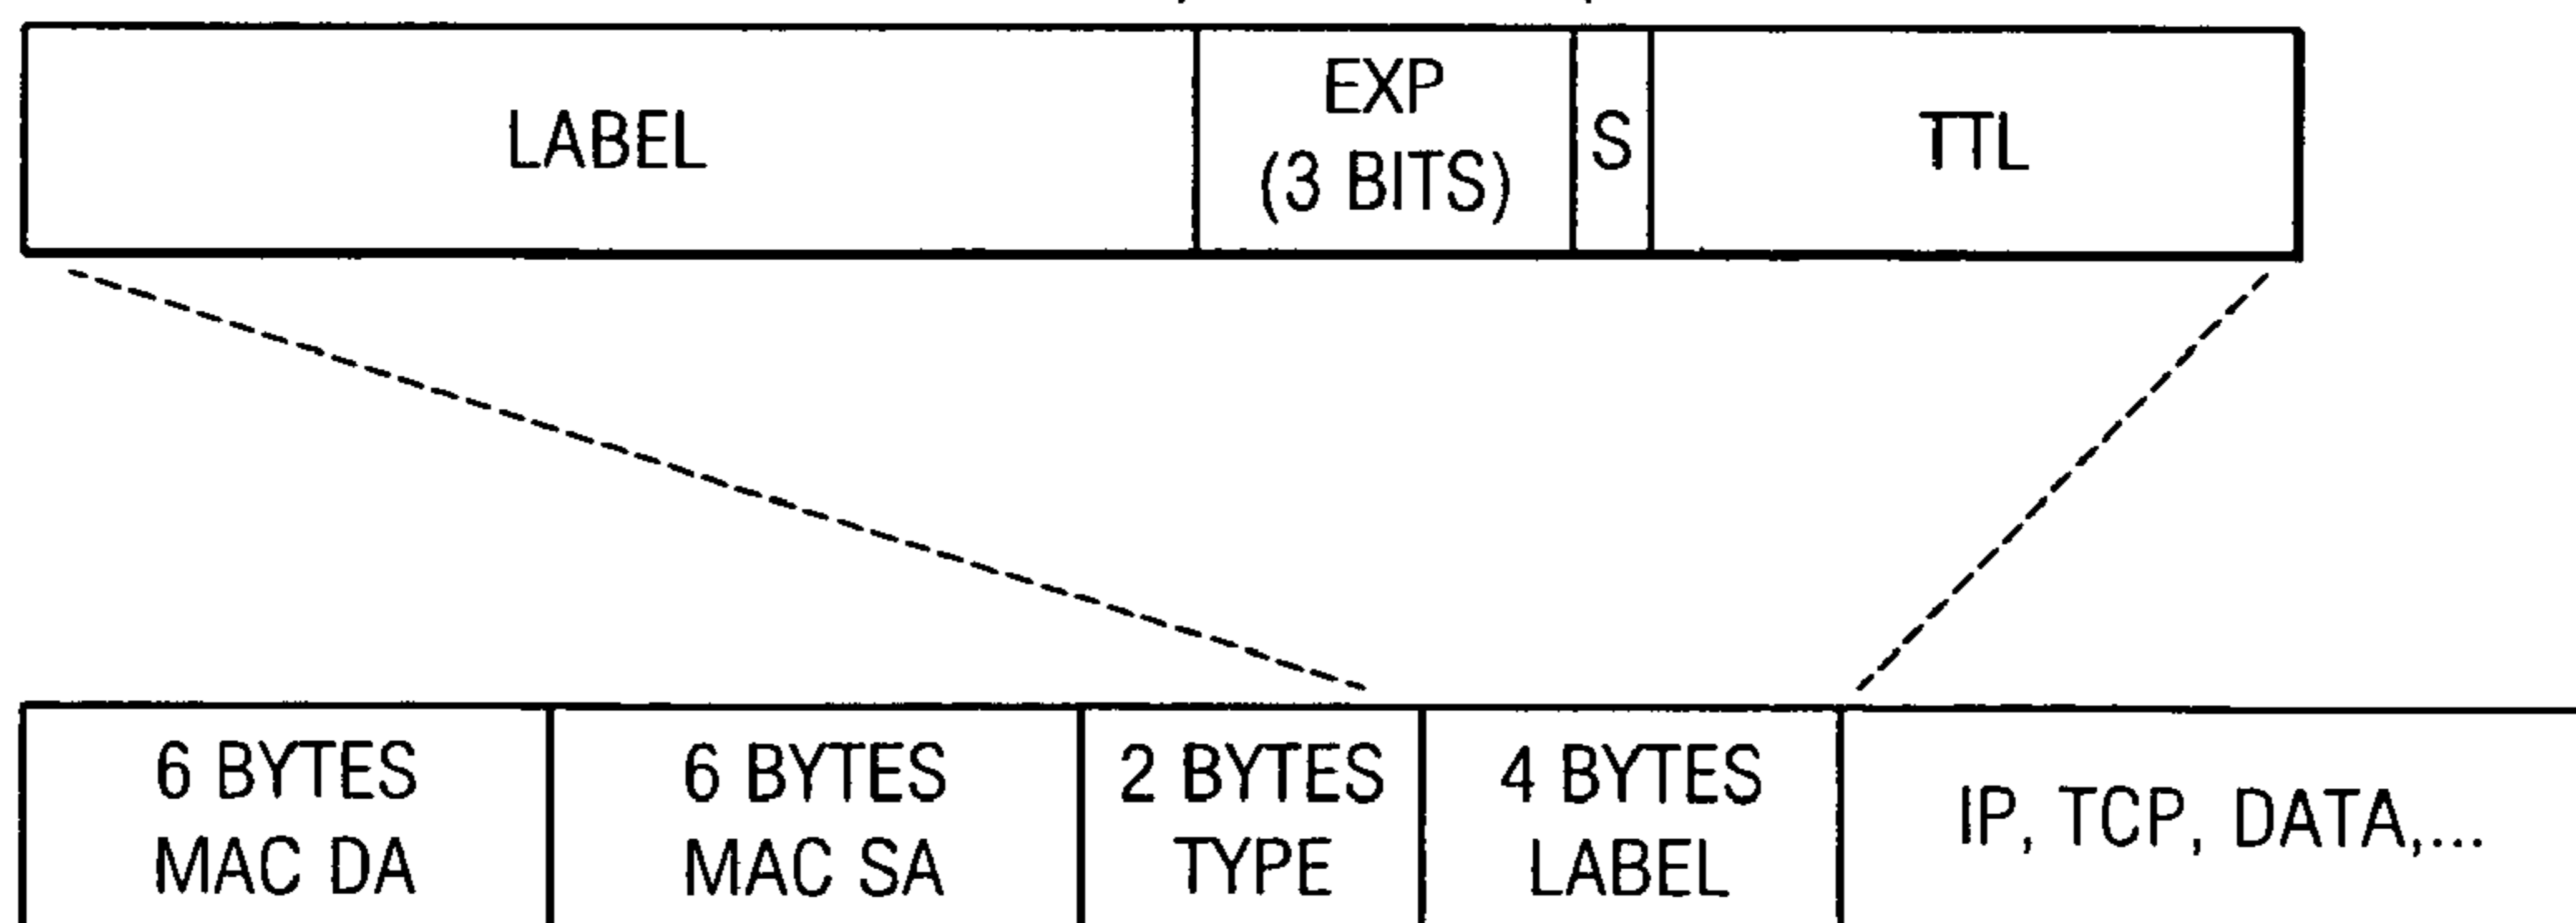 LABEL
EXP
(3 BITS)
S
TTL
6 BYTES
MAC DA
6 BYTES
MAC SA
2 BYTES
TYPE
4 BYTES
LABEL
IP, TCP, DATA,...